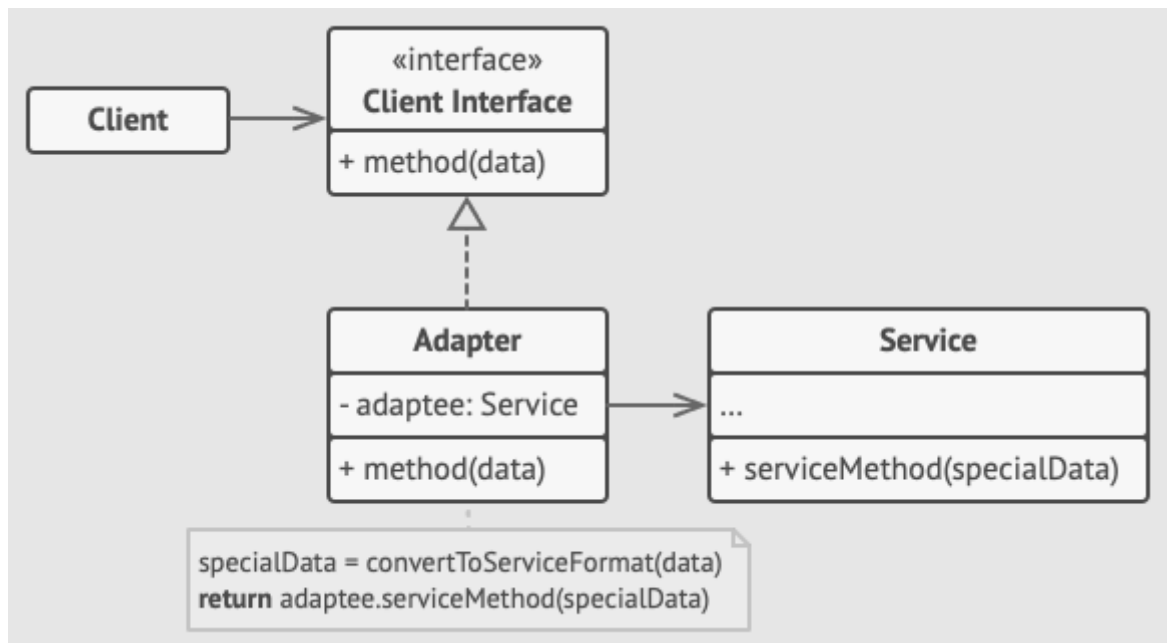 «interface»
Client Interface
Client
+ method(data)
Adapter
- adaptee: Service
+ method(data)
Service
...
+ serviceMethod(specialData)
specialData = convertToServiceFormat(data)
return adaptee.serviceMethod(specialData)